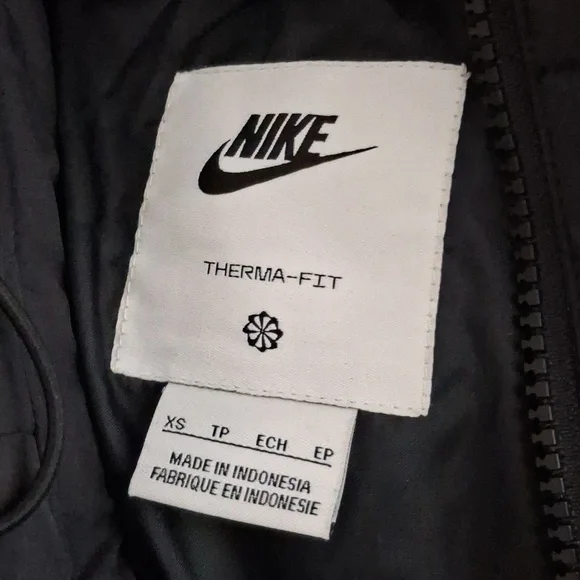 NIKE
THERMA-FIT
XS TP ECH EP
MADE IN INDONESIA
FABRIQUE EN INDONESIE